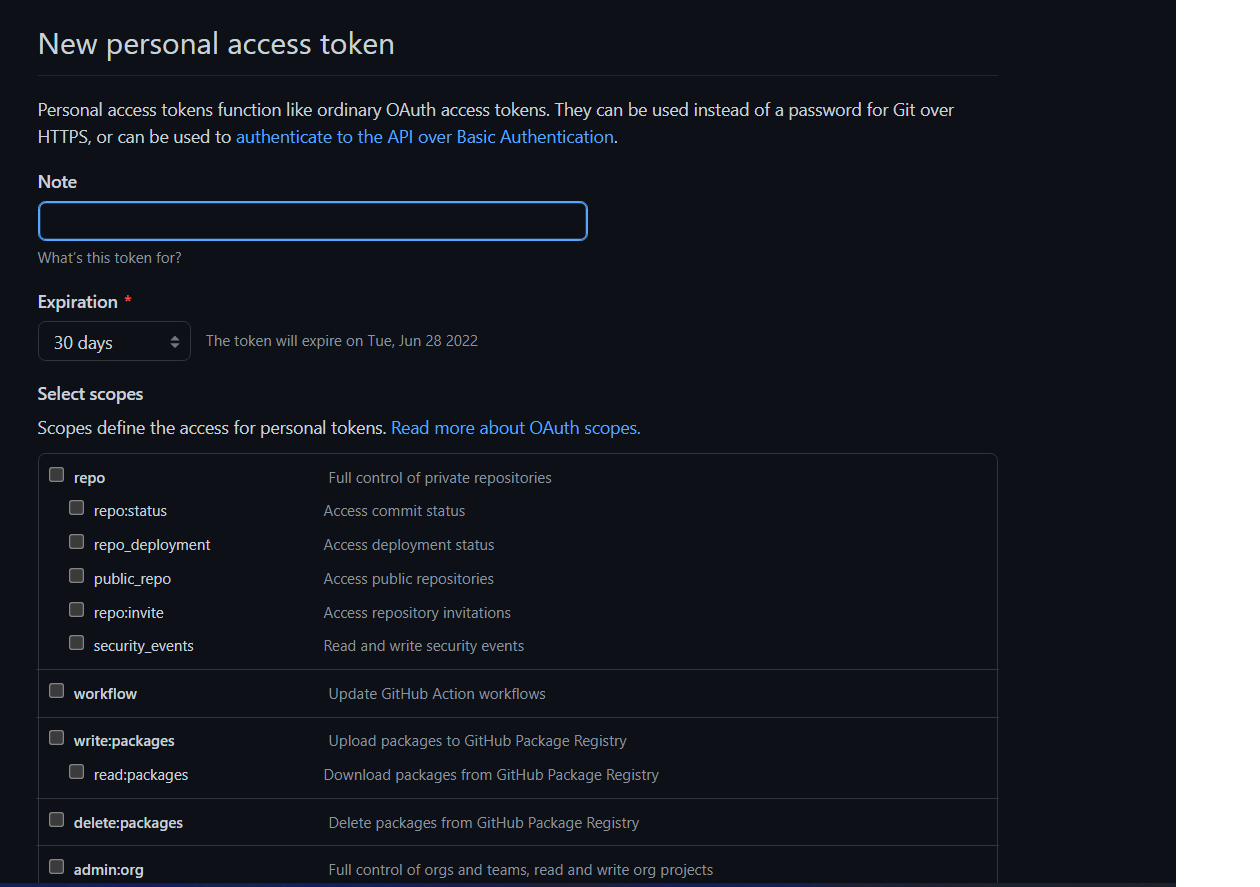 New personal access token
Personal access tokens function like ordinary OAuth access tokens. They can be used instead of a password for Git over
HTTPS, or can be used to authenticate to the API over Basic Authentication.
Note
What's this token for?
Expiration *
30 days The token will expire on Tue, Jun 28 2022
Select scopes
Scopes define the access for personal tokens. Read more about OAuth scopes.
repo Full control of private repositories
repo:status Access commit status
repo_deployment Access deployment status
public_repo Access public repositories
repo:invite Access repository invitations
security_events Read and write security events
workflow Update GitHub Action workflows
write:packages Upload packages to GitHub Package Registry
read:packages Download packages from GitHub Package Registry
delete:packages Delete packages from GitHub Package Registry
admin:org Full control of orgs and teams, read and write org projects